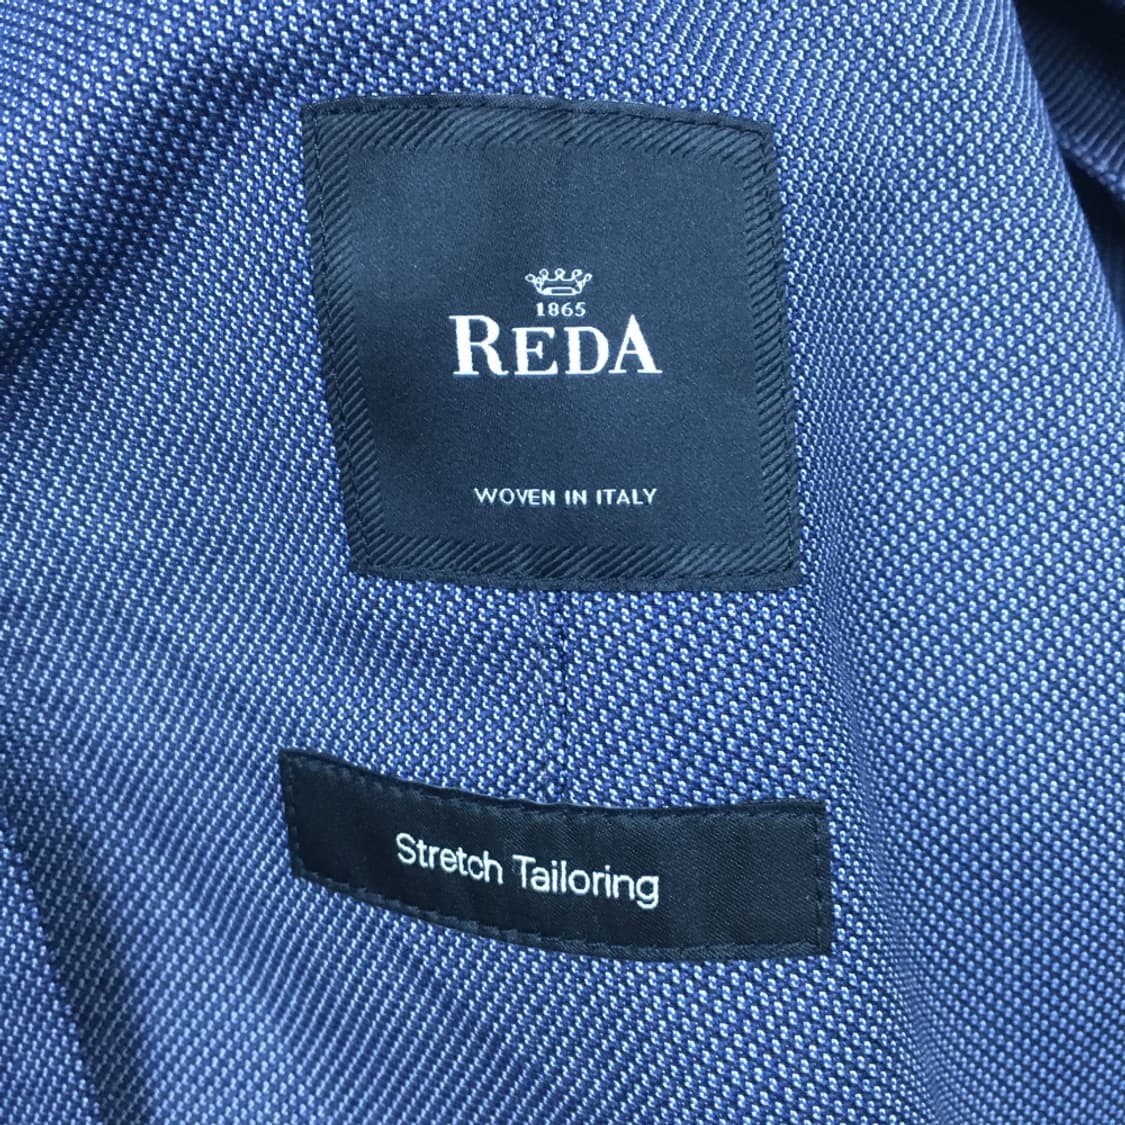 1865
REDA
WOVEN IN ITALY
Stretch Tailoring